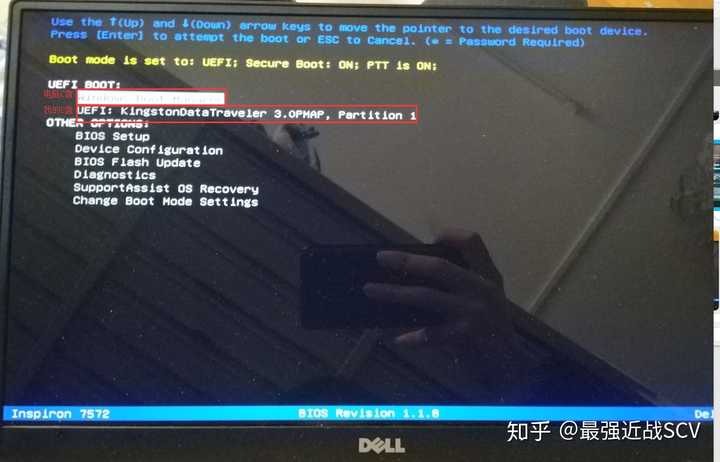 Use the ↑(Up) and ↓(Down) arrow keys to move the pointer to the desired boot device.
Press [Enter] to attempt the boot or ESC to Cancel. (* = Password Required)
Boot mode is set to: UEFI; Secure Boot: ON; PTT is ON;
UEFI BOOT:
Windows Boot Manager
UEFI: KingstonDataTraveler 3.0PMAP, Partition 1
OTHER OPTIONS:
BIOS Setup
Device Configuration
BIOS Flash Update
Diagnostics
SupportAssist OS Recovery
Change Boot Mode Settings
Inspiron 7572
BIOS Revision 1.1.8
Del
DELL
知乎 @最强近战SCV